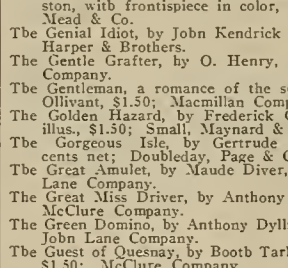 ston, with frontispiece in color,
Mead & Co.
The Genial Idiot, by John Kendrick
Harper & Brothers.
The Gentle Grafter, by O. Henry,
Company.
The Gentleman, a romance of the s
Ollivant, $1.50; Macmillan Comp
The Golden Hazard, by Frederick
illus., $1.50; Small, Maynard &
The Gorgeous Isle, by Gertrude
cents net; Doubleday, Page & C
The Great Amulet, by Maude Diver,
Lane Company.
The Great Miss Driver, by Anthony
McClure Company.
The Green Domino, by Anthony Dyll
John Lane Company.
The Guest of Quesnay, by Booth Tar
$1.50; McClure Company